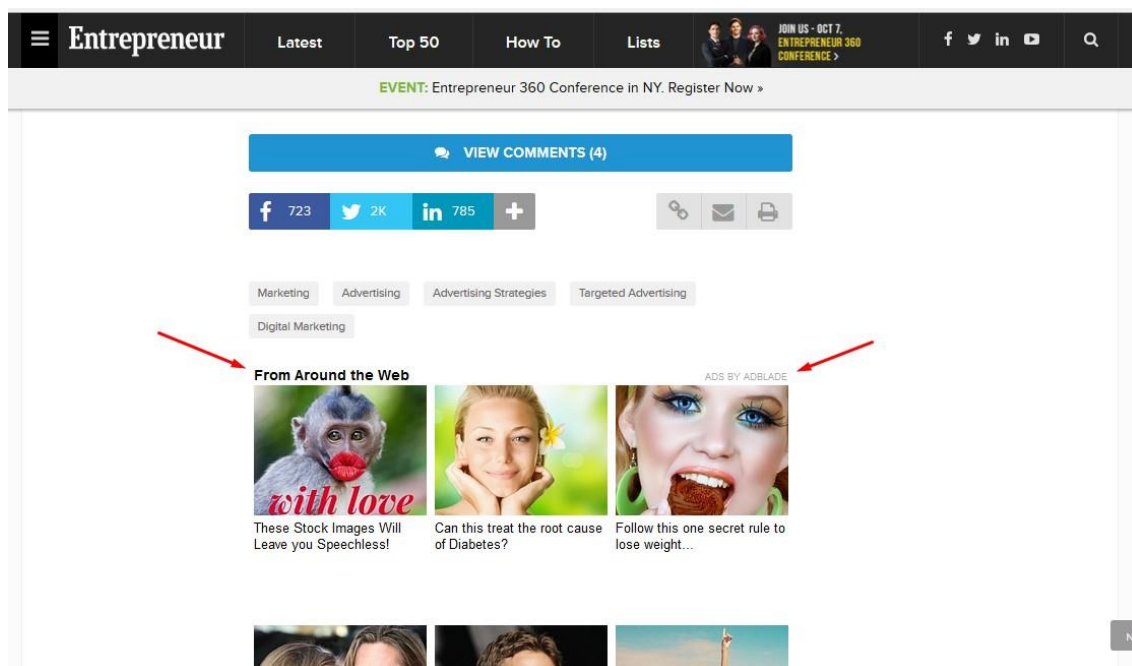 Entrepreneur
Latest
Top 50
How To
Lists
JOIN US - OCT 7,
ENTREPRENEUR 360
CONFERENCE >
EVENT: Entrepreneur 360 Conference in NY. Register Now »
VIEW COMMENTS (4)
723
2K
785
Marketing
Advertising
Advertising Strategies
Targeted Advertising
Digital Marketing
From Around the Web
ADS BY ADBLADE
with love
These Stock Images Will
Leave you Speechless!
Can this treat the root cause
of Diabetes?
Follow this one secret rule to
lose weight...
N